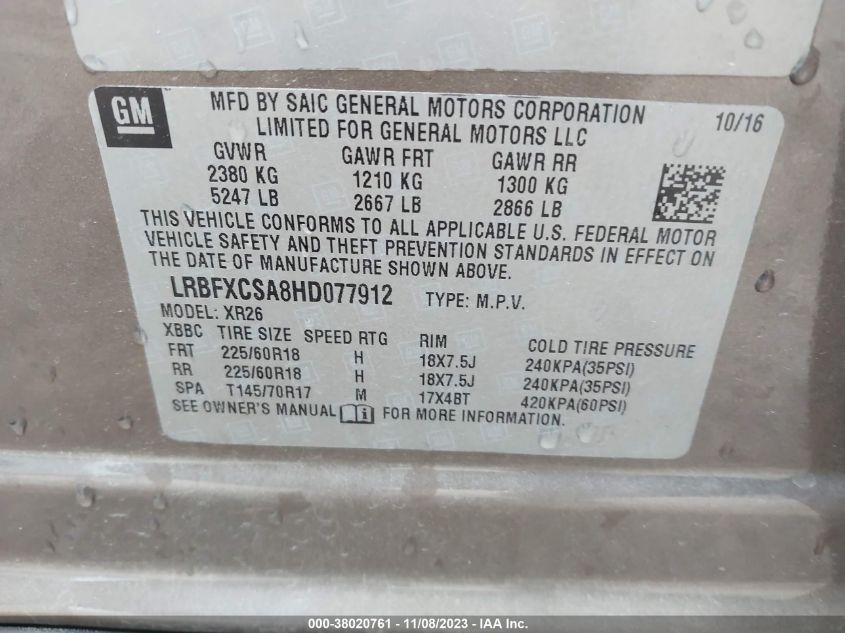 GM
MFD BY SAIC GENERAL MOTORS CORPORATION 10/16
LIMITED FOR GENERAL MOTORS LLC
GVWR GAWR FRT GAWR RR
2380 KG 1210 KG 1300 KG
5247 LB 2667 LB 2866 LB
THIS VEHICLE CONFORMS TO ALL APPLICABLE U.S. FEDERAL MOTOR
VEHICLE SAFETY AND THEFT PREVENTION STANDARDS IN EFFECT ON
THE DATE OF MANUFACTURE SHOWN ABOVE.
LRBFXCSA8HD077912 TYPE: M.P.V.
MODEL: XR26
XBBC TIRE SIZE SPEED RTG RIM COLD TIRE PRESSURE
FRT 225/60R18 H 18X7.5J 240KPA(35PSI)
RR 225/60R18 H 18X7.5J 240KPA(35PSI)
SPA T145/70R17 M 17X4BT 420KPA(60PSI)
SEE OWNER'S MANUAL i FOR MORE INFORMATION.
000-38020761 - 11/08/2023 - IAA Inc.